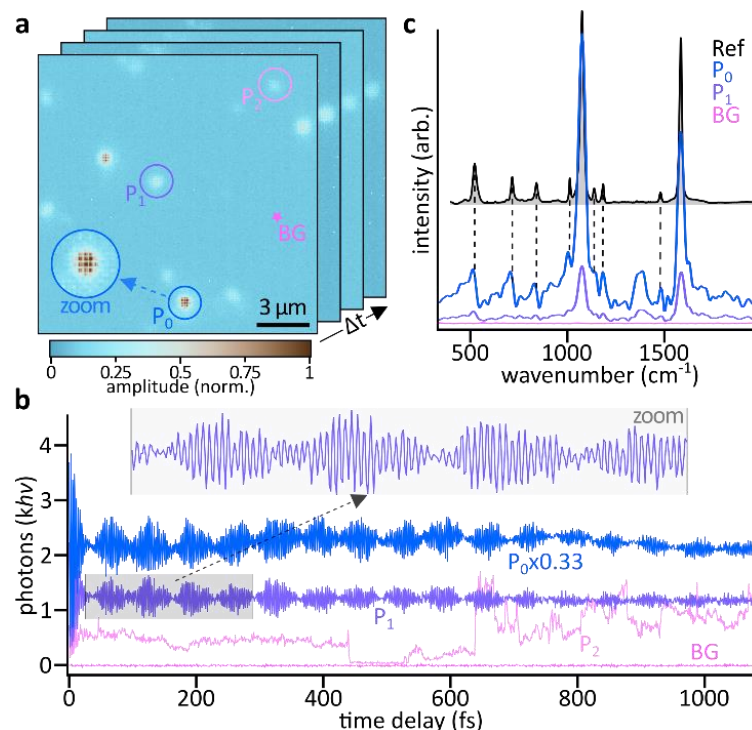 a
P₂
P₁
BG
zoom
P₀
3 μm
Δt
0 0.25 0.5 0.75 1
amplitude (norm.)
c
Ref
P₀
P₁
BG
intensity (arb.)
500 1000 1500
wavenumber (cm⁻¹)
b
zoom
photons (khν)
4
3
2
1
0
P₀x0.33
P₁
P₂
BG
0 200 400 600 800 1000
time delay (fs)